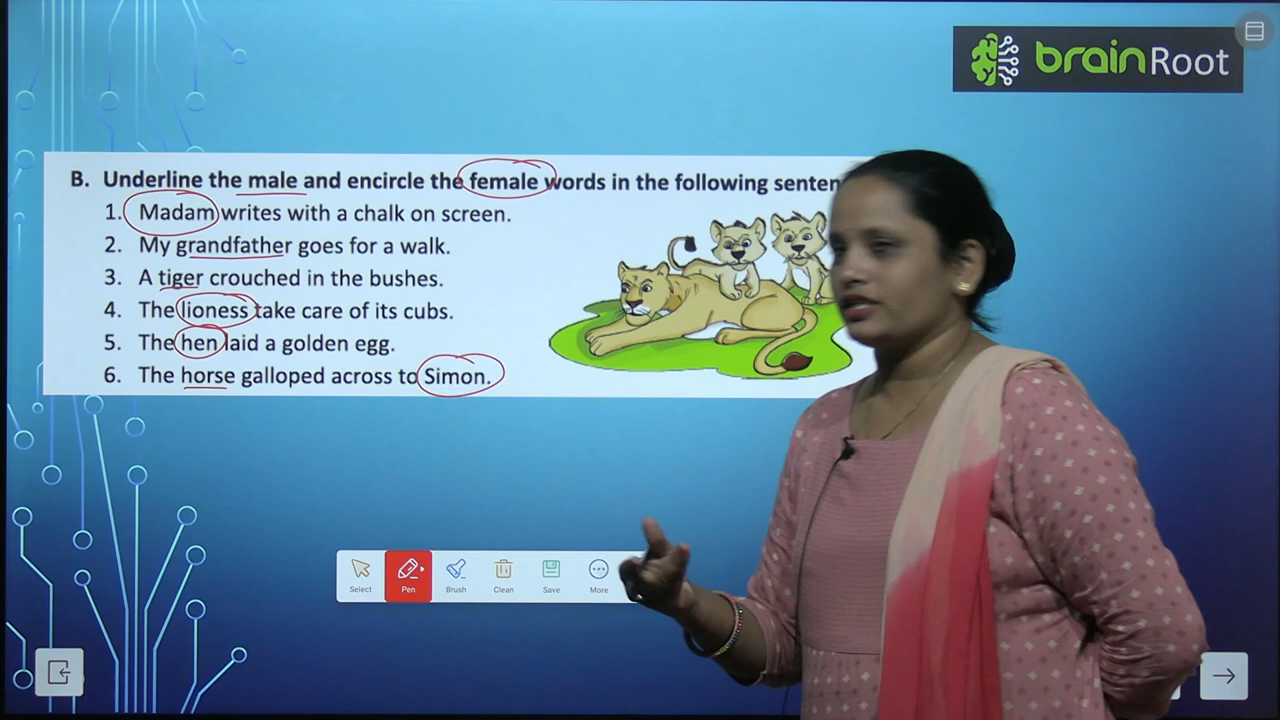 brainRoot
B. Underline the male and encircle the female words in the following senten
1. Madam writes with a chalk on screen.
2. My grandfather goes for a walk.
3. A tiger crouched in the bushes.
4. The lioness take care of its cubs.
5. The hen laid a golden egg.
6. The horse galloped across to Simon.
Select Pen Brush Clean Save More